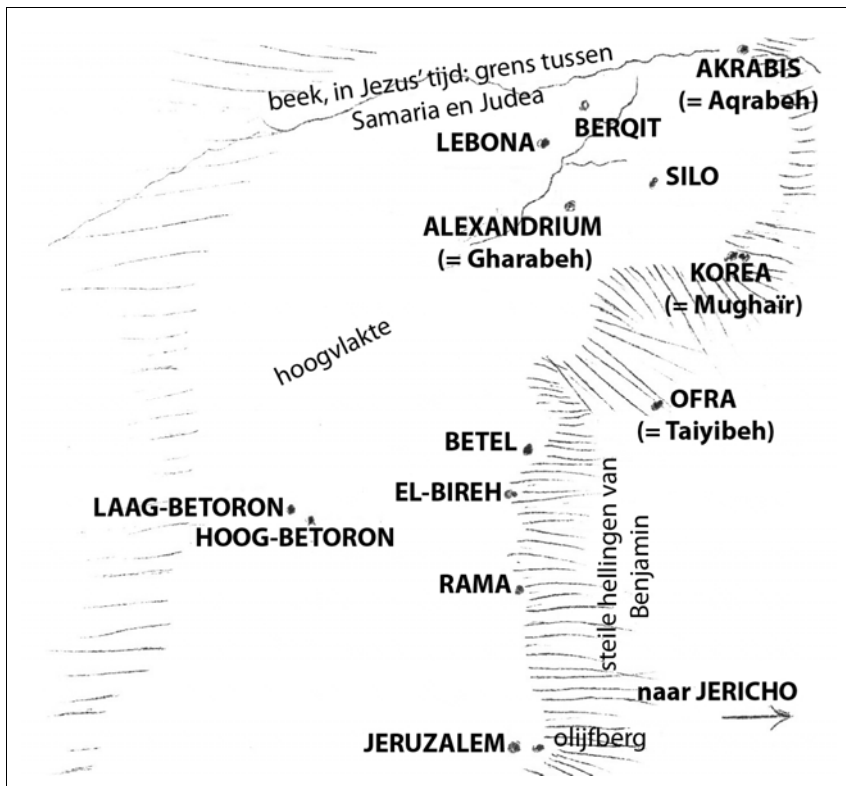 beek, in Jezus' tijd: grens tussen
Samaria en Judea
AKRABIS
(= Aqrabeh)
BERQIT
LEBONA
SILO
ALEXANDRIUM
(= Gharabeh)
KOREA
(= Mughaïr)
hoogvlakte
OFRA
(= Taiyibeh)
BETEL
EL-BIREH
LAAG-BETORON
HOOG-BETORON
steile hellingen van
Benjamin
RAMA
naar JERICHO
JERUZALEM
olijfberg